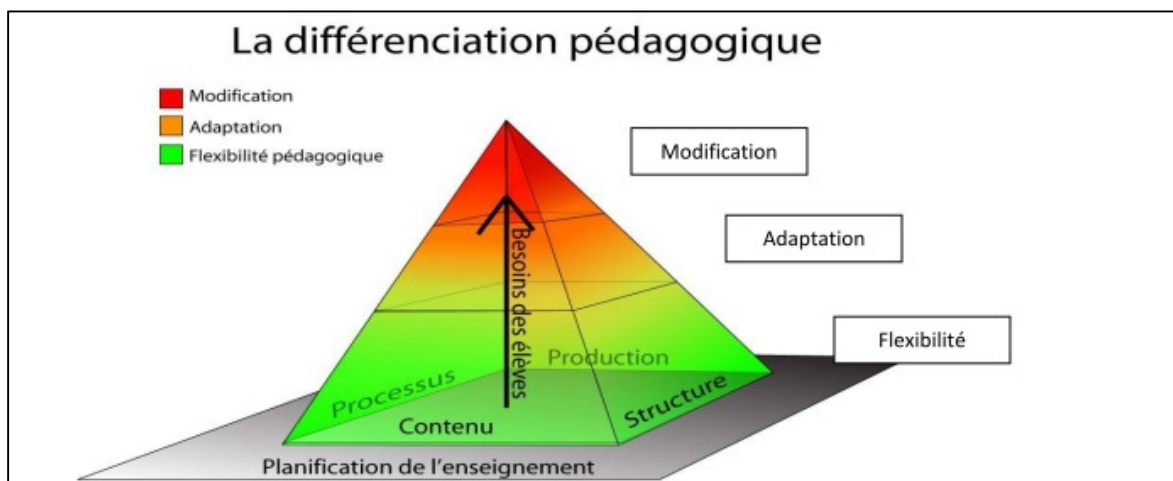 La différenciation pédagogique
Modification
Adaptation
Flexibilité pédagogique
Modification
Adaptation
Flexibilité
Besoins des élèves
Production
Processus
Structure
Contenu
Planification de l'enseignement